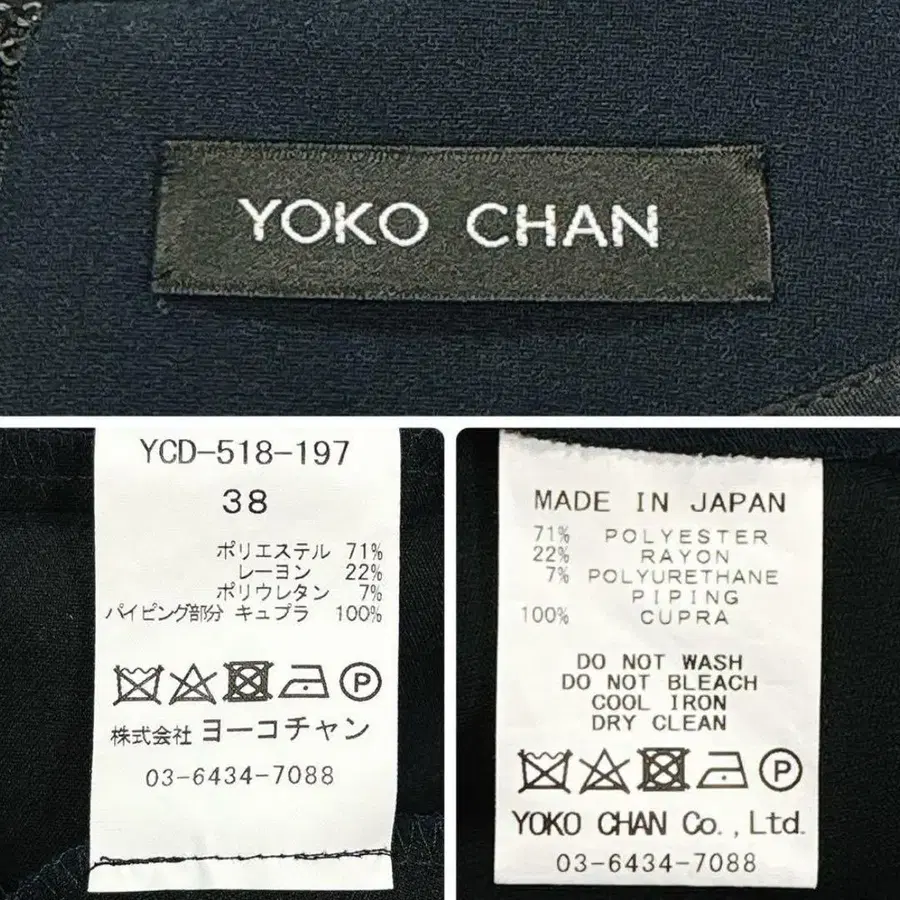 YOKO CHAN
YCD-518-197
38
ポリエステル 71%
レーヨン 22%
ポリウレタン 7%
パイピング部分 キュプラ 100%
P
株式会社 ヨーコチャン
03-6434-7088
MADE IN JAPAN
71% POLYESTER
22% RAYON
7% POLYURETHANE
PIPING
100% CUPRA
DO NOT WASH
DO NOT BLEACH
COOL IRON
DRY CLEAN
P
YOKO CHAN Co., Ltd.
03-6434-7088